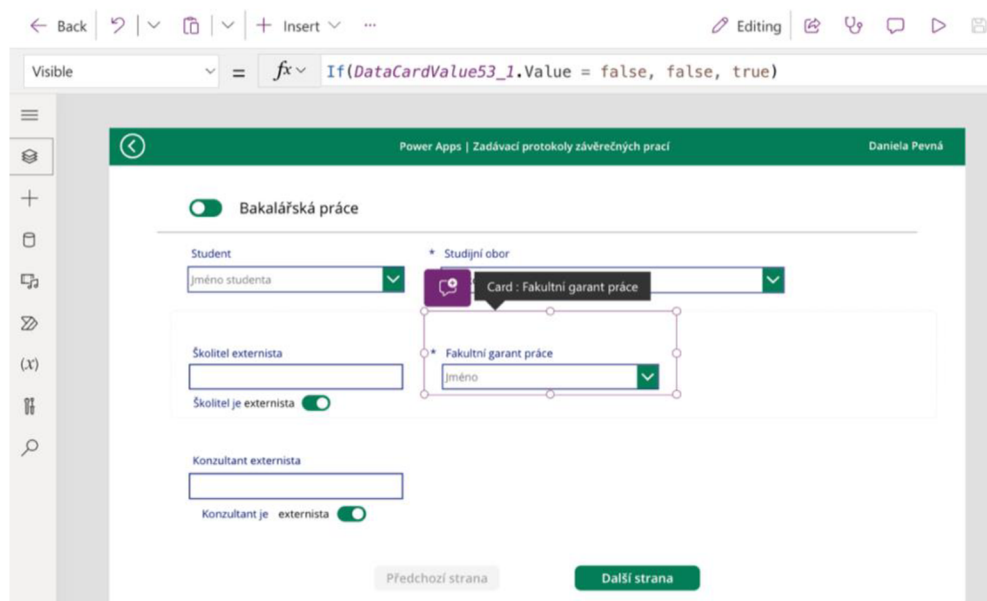 Back Insert ... Editing
Visible = fx If(DataCardValue53_1.Value = false, false, true)
Power Apps | Zadávací protokoly závěrečných prací Daniela Pevná
Bakalářská práce
Student * Studijní obor
Jméno studenta
Card : Fakultní garant práce
Školitel externista * Fakultní garant práce
Jméno
Školitel je externista
(x)
Konzultant externista
Konzultant je externista
Předchozí strana Další strana